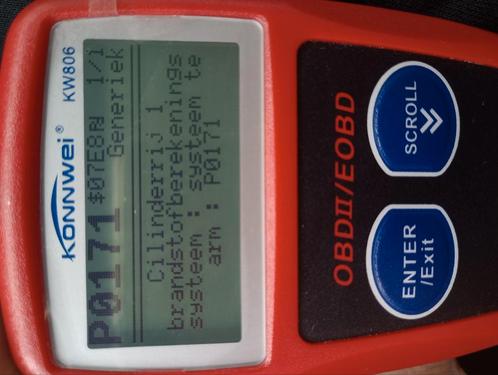 KONNWEI®
KW806
P0171 $07E8 1/1
Generiek
Cilinderrij 1
brandstofberekenings
systeem : systeem te
arm : P0171
OBDII/EOBD
SCROLL
ENTER
/Exit